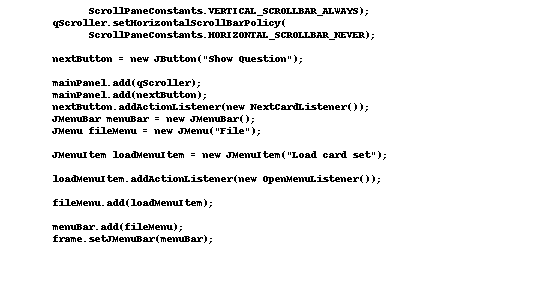 ScrollPaneConstants.VERTICAL_SCROLLBAR_ALWAYS);
qScroller.setHorizontalScrollBarPolicy(
ScrollPaneConstants.HORIZONTAL_SCROLLBAR_NEVER);
nextButton = new JButton("Show Question");
mainPanel.add(qScroller);
mainPanel.add(nextButton);
nextButton.addActionListener(new NextCardListener());
JMenuBar menuBar = new JMenuBar();
JMenu fileMenu = new JMenu("File");
JMenuItem loadMenuItem = new JMenuItem("Load card set");
loadMenuItem.addActionListener(new OpenMenuListener());
fileMenu.add(loadMenuItem);
menuBar.add(fileMenu);
frame.setJMenuBar(menuBar);